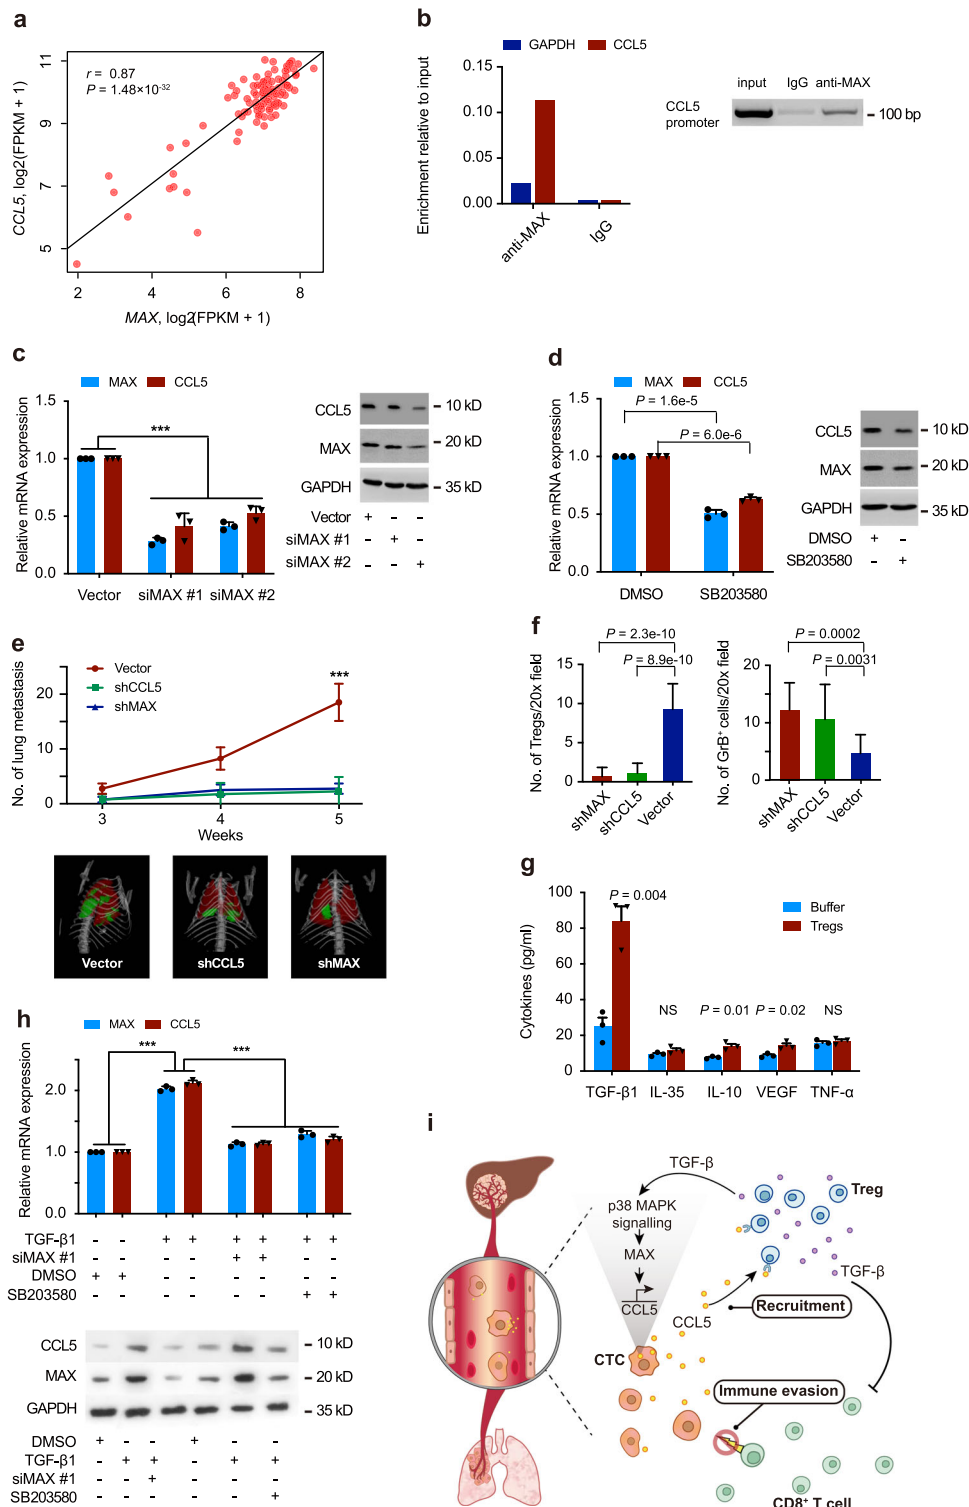 a
r = 0.87
P = 1.48×10-32
CCL5, log2(FPKM + 1)
11
9
7
5
2 4 6 8
MAX, log2(FPKM + 1)
b
GAPDH CCL5
Enrichment relative to input
0.15
0.10
0.05
0.00
anti-MAX IgG
input IgG anti-MAX
CCL5 promoter
100 bp
c
MAX CCL5
Relative mRNA expression
1.5
1.0
0.5
0.0
***
Vector siMAX #1 siMAX #2
CCL5 10 kD
MAX 20 kD
GAPDH 35 kD
Vector + - -
siMAX #1 - + -
siMAX #2 - - +
d
MAX CCL5
Relative mRNA expression
1.5
1.0
0.5
0.0
P = 1.6e-5
P = 6.0e-6
DMSO SB203580
CCL5 10 kD
MAX 20 kD
GAPDH 35 kD
DMSO + -
SB203580 - +
e
Vector
shCCL5
shMAX
No. of lung metastasis
20
10
0
***
3 4 5
Weeks
Vector shCCL5 shMAX
f
No. of Tregs/20x field
15
10
5
0
P = 2.3e-10
P = 8.9e-10
shMAX shCCL5 Vector
No. of GrB+ cells/20x field
20
10
0
P = 0.0002
P = 0.0031
shMAX shCCL5 Vector
g
Cytokines (pg/ml)
100
80
60
40
20
0
Buffer
Tregs
P = 0.004
NS P = 0.01 P = 0.02 NS
TGF-β1 IL-35 IL-10 VEGF TNF-α
h
MAX CCL5
Relative mRNA expression
2.0
1.0
0.0
*** ***
TGF-β1 - - + + + + + +
siMAX #1 - - - - + + - -
DMSO + + - - - - - -
SB203580 - - - - - - + +
CCL5 10 kD
MAX 20 kD
GAPDH 35 kD
DMSO + - - + - -
TGF-β1 - + + - + +
siMAX #1 - - + - - -
SB203580 - - - - - +
i
TGF-β
p38 MAPK
signalling
MAX
CCL5
Treg
TGF-β
CCL5
Recruitment
CTC
Immune evasion
CD8+ T cell